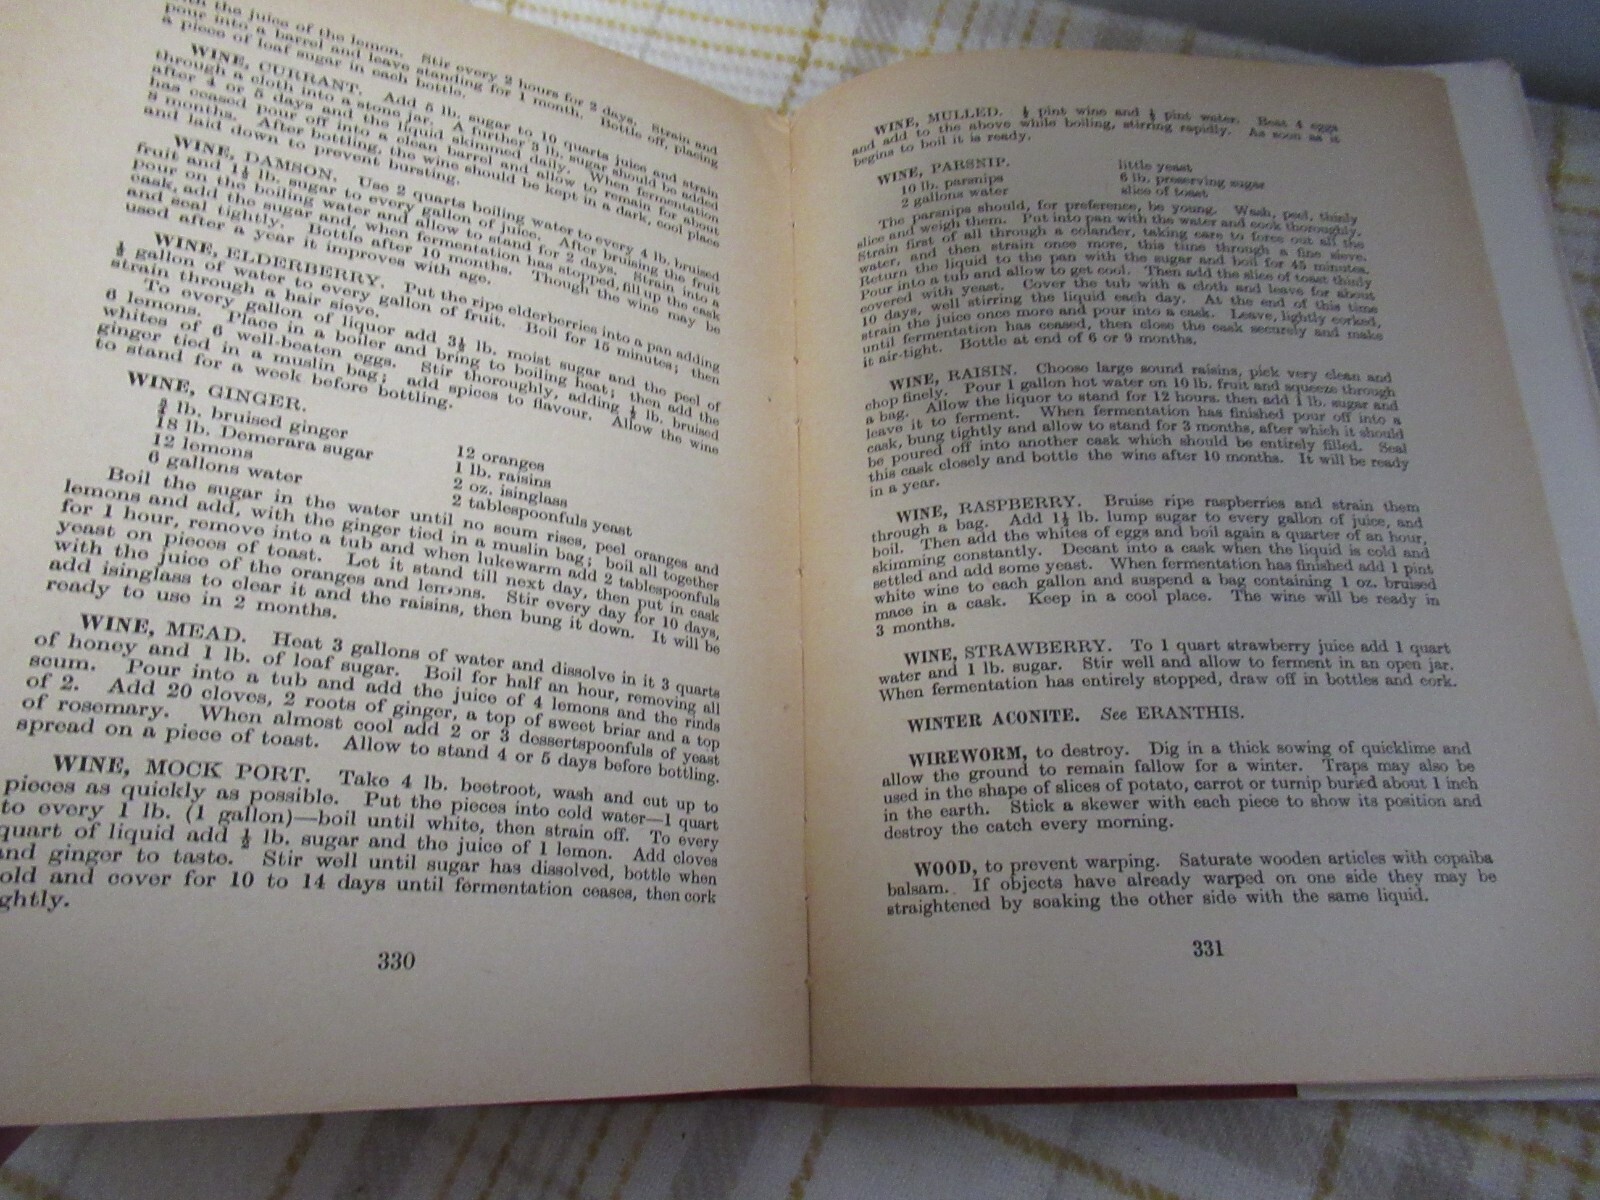 with the juice of the lemon. Stir every 2 hours for 2 days. Strain and
pour into a barrel and leave standing for 1 month. Bottle off, placing
a piece of loaf sugar in each bottle.
WINE, CURRANT. Add 5 lb. sugar to 10 quarts juice and strain
through a cloth into a stone jar. A further 3 lb. sugar should be added
after 4 or 5 days and the liquid skimmed daily. When fermentation
has ceased pour off into a clean barrel and allow to remain for about
8 months. After bottling, the wine should be kept in a dark, cool place
and laid down to prevent bursting.
WINE, DAMSON. Use 2 quarts boiling water to every 4 lb. bruised
fruit and 1½ lb. sugar to every gallon of juice. After bruising the fruit
pour on the boiling water and allow to stand for 2 days. Strain into a
cask, add the sugar and, when fermentation has stopped, fill up the cask
and seal tightly. Bottle after 10 months. Though the wine may be
used after a year it improves with age.
WINE, ELDERBERRY. Put the ripe elderberries into a pan adding
½ gallon of water to every gallon of fruit. Boil for 15 minutes; then
strain through a hair sieve.
To every gallon of liquor add 3½ lb. moist sugar and the peel of
6 lemons. Place in a boiler and bring to boiling heat; then add the
whites of 6 well-beaten eggs. Stir thoroughly, adding ½ lb. bruised
ginger tied in a muslin bag; add spices to flavour. Allow the wine
to stand for a week before bottling.
WINE, GINGER.
¾ lb. bruised ginger 12 oranges
18 lb. Demerara sugar 1 lb. raisins
12 lemons 2 oz. isinglass
6 gallons water 2 tablespoonfuls yeast
Boil the sugar in the water until no scum rises, peel oranges and
lemons and add, with the ginger tied in a muslin bag; boil all together
for 1 hour, remove into a tub and when lukewarm add 2 tablespoonfuls
yeast on pieces of toast. Let it stand till next day, then put in cask
with the juice of the oranges and lemons. Stir every day for 10 days,
add isinglass to clear it and the raisins, then bung it down. It will be
ready to use in 2 months.
WINE, MEAD. Heat 3 gallons of water and dissolve in it 3 quarts
of honey and 1 lb. of loaf sugar. Boil for half an hour, removing all
scum. Pour into a tub and add the juice of 4 lemons and the rinds
of 2. Add 20 cloves, 2 roots of ginger, a top of sweet briar and a top
of rosemary. When almost cool add 2 or 3 dessertspoonfuls of yeast
spread on a piece of toast. Allow to stand 4 or 5 days before bottling.
WINE, MOCK PORT. Take 4 lb. beetroot, wash and cut up to
pieces as quickly as possible. Put the pieces into cold water—1 quart
to every 1 lb. (1 gallon)—boil until white, then strain off. To every
quart of liquid add ½ lb. sugar and the juice of 1 lemon. Add cloves
and ginger to taste. Stir well until sugar has dissolved, bottle when
old and cover for 10 to 14 days until fermentation ceases, then cork
ghtly.
330
WINE, MULLED. ½ pint wine and ½ pint water. Beat 4 eggs
and add to the above while boiling, stirring rapidly. As soon as it
begins to boil it is ready.
WINE, PARSNIP.
10 lb. parsnips little yeast
2 gallons water 6 lb. preserving sugar
slice of toast
The parsnips should, for preference, be young. Wash, peel, thinly
slice and weigh them. Put into pan with the water and cook thoroughly.
Strain first of all through a colander, taking care to force out all the
water, and then strain once more, this time through a fine sieve.
Return the liquid to the pan with the sugar and boil for 45 minutes.
Pour into a tub and allow to get cool. Then add the slice of toast thinly
covered with yeast. Cover the tub with a cloth and leave for about
10 days, well stirring the liquid each day. At the end of this time
strain the juice once more and pour into a cask. Leave, lightly corked,
until fermentation has ceased, then close the cask securely and make
it air-tight. Bottle at end of 6 or 9 months.
WINE, RAISIN. Choose large sound raisins, pick very clean and
chop finely. Pour 1 gallon hot water on 10 lb. fruit and squeeze through
a bag. Allow the liquor to stand for 12 hours, then add 1 lb. sugar and
leave it to ferment. When fermentation has finished pour off into a
cask, bung tightly and allow to stand for 3 months, after which it should
be poured off into another cask which should be entirely filled. Seal
this cask closely and bottle the wine after 10 months. It will be ready
in a year.
WINE, RASPBERRY. Bruise ripe raspberries and strain them
through a bag. Add 1½ lb. lump sugar to every gallon of juice, and
boil. Then add the whites of eggs and boil again a quarter of an hour,
skimming constantly. Decant into a cask when the liquid is cold and
settled and add some yeast. When fermentation has finished add 1 pint
white wine to each gallon and suspend a bag containing 1 oz. bruised
mace in a cask. Keep in a cool place. The wine will be ready in
3 months.
WINE, STRAWBERRY. To 1 quart strawberry juice add 1 quart
water and 1 lb. sugar. Stir well and allow to ferment in an open jar.
When fermentation has entirely stopped, draw off in bottles and cork.
WINTER ACONITE. See ERANTHIS.
WIREWORM, to destroy. Dig in a thick sowing of quicklime and
allow the ground to remain fallow for a winter. Traps may also be
used in the shape of slices of potato, carrot or turnip buried about 1 inch
in the earth. Stick a skewer with each piece to show its position and
destroy the catch every morning.
WOOD, to prevent warping. Saturate wooden articles with copaiba
balsam. If objects have already warped on one side they may be
straightened by soaking the other side with the same liquid.
331